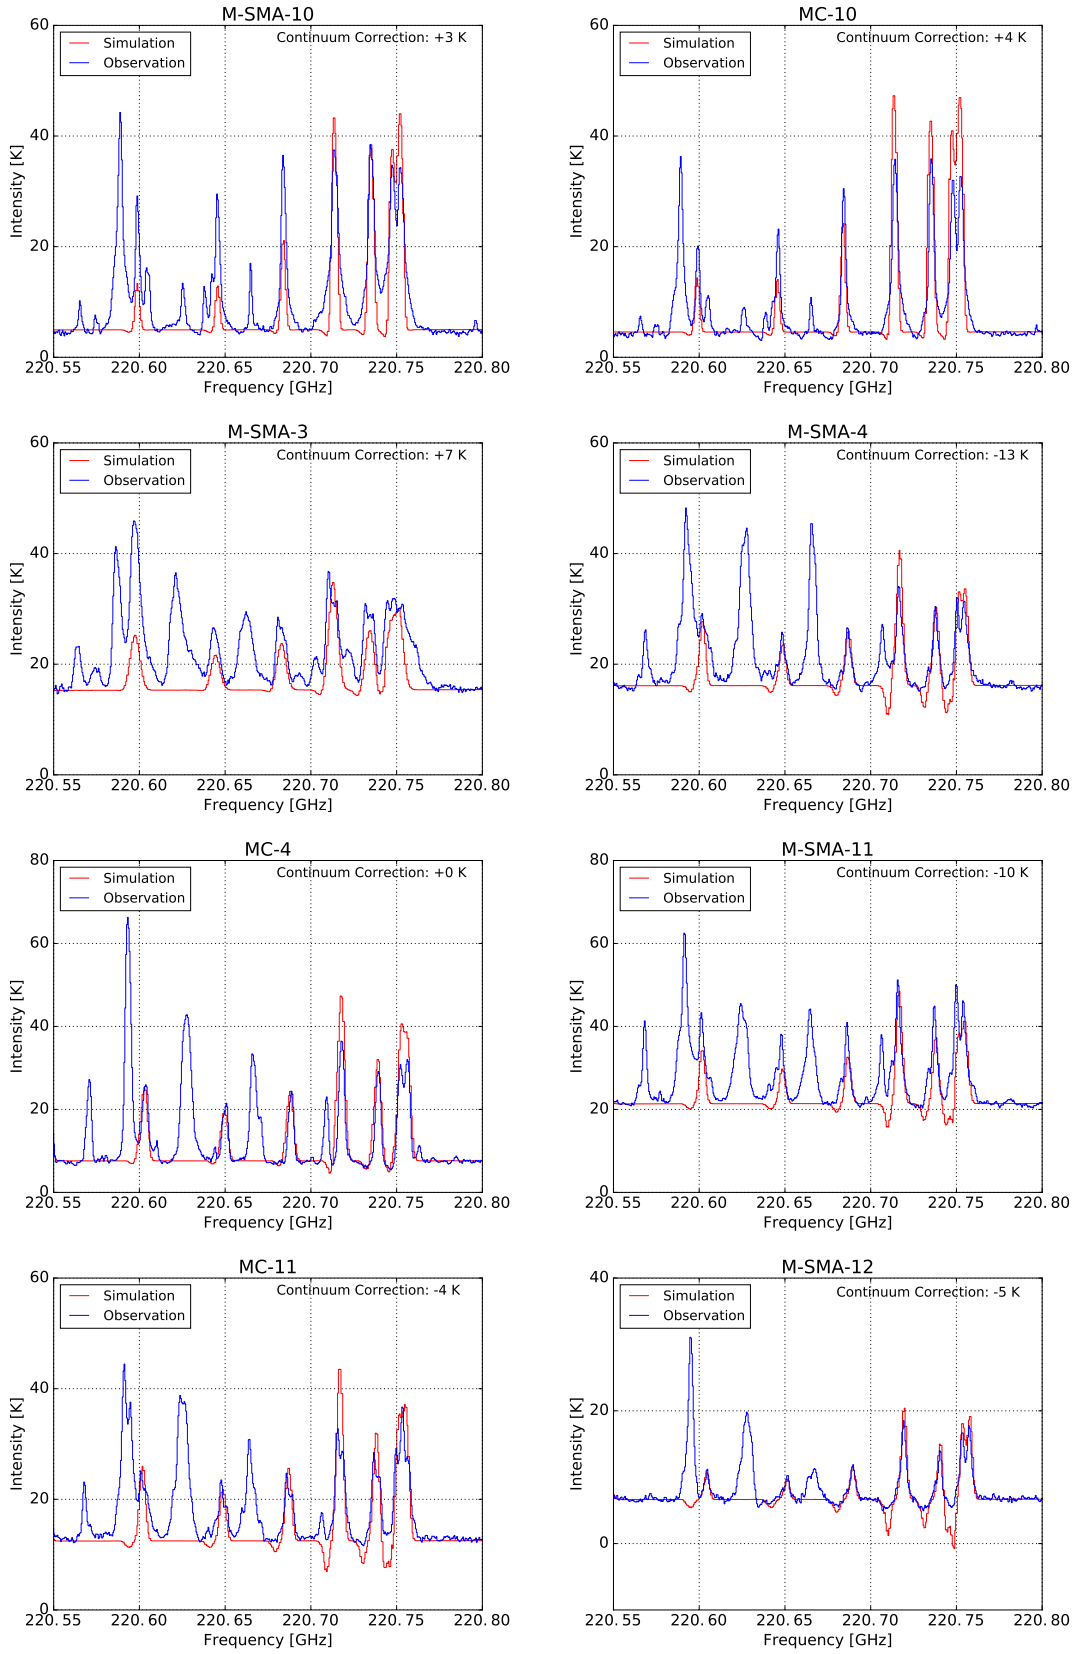 M-SMA-10
Continuum Correction: +3 K
Simulation
Observation
Intensity [K]
60
40
20
0
220.55 220.60 220.65 220.70 220.75 220.80
Frequency [GHz]
MC-10
Continuum Correction: +4 K
Simulation
Observation
Intensity [K]
60
40
20
0
220.55 220.60 220.65 220.70 220.75 220.80
Frequency [GHz]
M-SMA-3
Continuum Correction: +7 K
Simulation
Observation
Intensity [K]
60
40
20
0
220.55 220.60 220.65 220.70 220.75 220.80
Frequency [GHz]
M-SMA-4
Continuum Correction: -13 K
Simulation
Observation
Intensity [K]
60
40
20
0
220.55 220.60 220.65 220.70 220.75 220.80
Frequency [GHz]
MC-4
Continuum Correction: +0 K
Simulation
Observation
Intensity [K]
80
60
40
20
0
220.55 220.60 220.65 220.70 220.75 220.80
Frequency [GHz]
M-SMA-11
Continuum Correction: -10 K
Simulation
Observation
Intensity [K]
80
60
40
20
0
220.55 220.60 220.65 220.70 220.75 220.80
Frequency [GHz]
MC-11
Continuum Correction: -4 K
Simulation
Observation
Intensity [K]
60
40
20
0
220.55 220.60 220.65 220.70 220.75 220.80
Frequency [GHz]
M-SMA-12
Continuum Correction: -5 K
Simulation
Observation
Intensity [K]
40
20
0
220.55 220.60 220.65 220.70 220.75 220.80
Frequency [GHz]